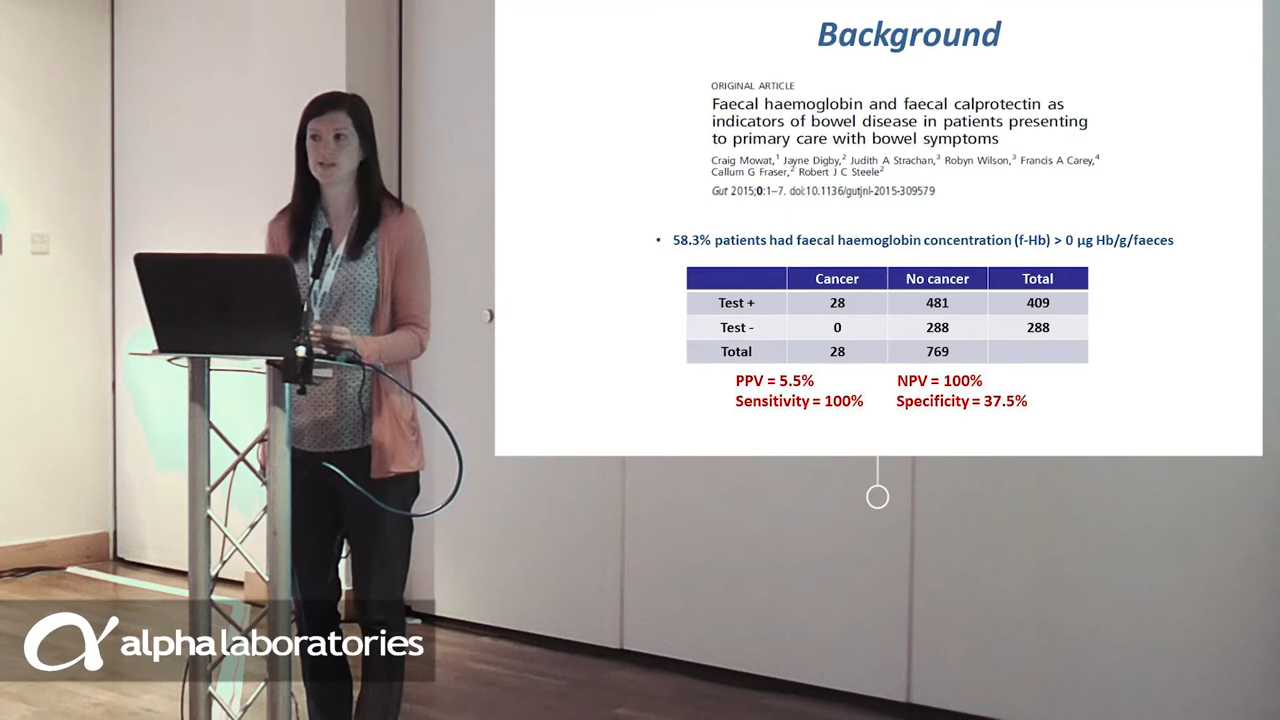 Background
ORIGINAL ARTICLE
Faecal haemoglobin and faecal calprotectin as
indicators of bowel disease in patients presenting
to primary care with bowel symptoms
Craig Mowat,¹ Jayne Digby,² Judith A Strachan,³ Robyn Wilson,³ Francis A Carey,⁴
Callum G Fraser,² Robert J C Steele²
Gut 2015;0:1–7. doi:10.1136/gutjnl-2015-309579
• 58.3% patients had faecal haemoglobin concentration (f-Hb) > 0 µg Hb/g/faeces
Cancer No cancer Total
Test + 28 481 409
Test - 0 288 288
Total 28 769
PPV = 5.5% NPV = 100%
Sensitivity = 100% Specificity = 37.5%
alphalaboratories